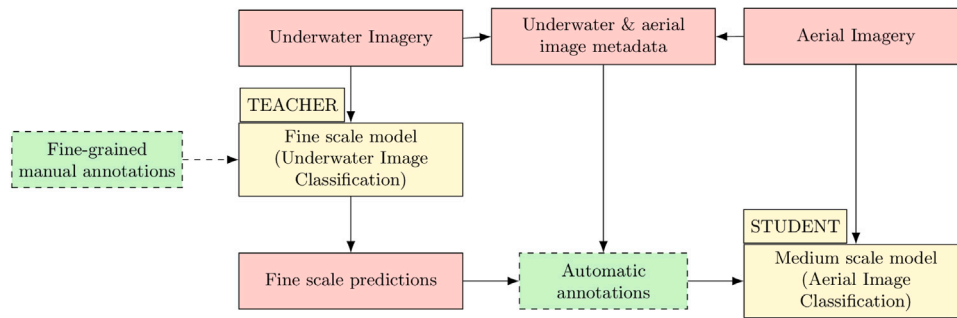 Underwater Imagery
Underwater & aerial
image metadata
Aerial Imagery
TEACHER
Fine scale model
(Underwater Image
Classification)
Fine-grained
manual annotations
STUDENT
Medium scale model
(Aerial Image
Classification)
Fine scale predictions
Automatic
annotations